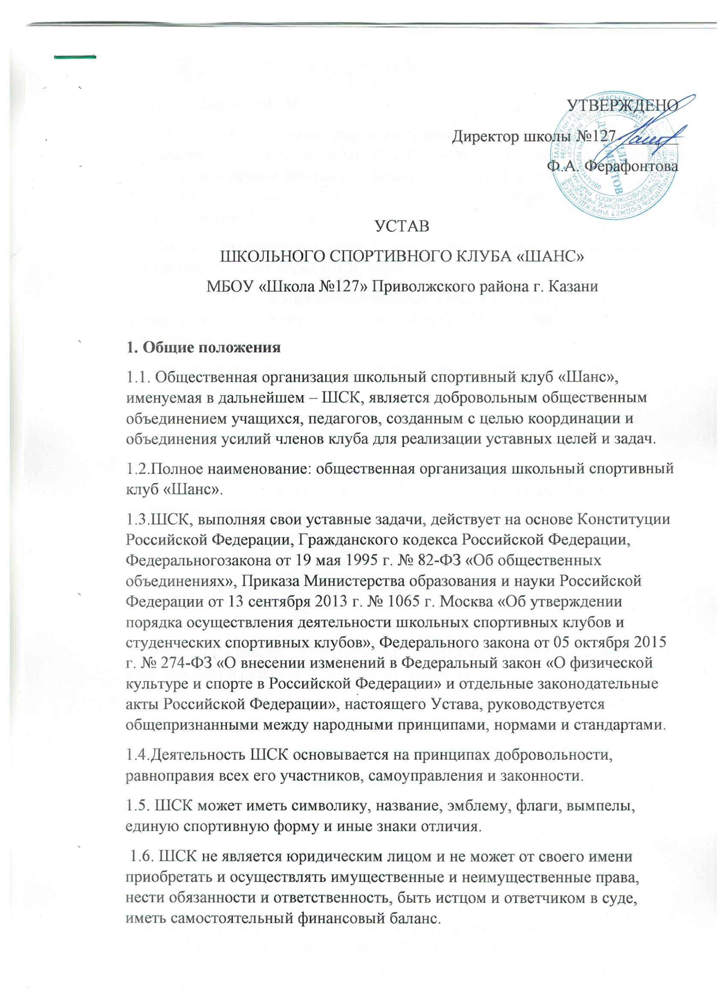 УТВЕРЖДЕНО
Директор школы №127
Ф.А. Ферафонтова
ДЛЯ
ДОКУМЕНТОВ
УСТАВ
ШКОЛЬНОГО СПОРТИВНОГО КЛУБА «ШАНС»
МБОУ «Школа №127» Приволжского района г. Казани
1. Общие положения
1.1. Общественная организация школьный спортивный клуб «Шанс»,
именуемая в дальнейшем – ШСК, является добровольным общественным
объединением учащихся, педагогов, созданным с целью координации и
объединения усилий членов клуба для реализации уставных целей и задач.
1.2.Полное наименование: общественная организация школьный спортивный
клуб «Шанс».
1.3.ШСК, выполняя свои уставные задачи, действует на основе Конституции
Российской Федерации, Гражданского кодекса Российской Федерации,
Федеральногозакона от 19 мая 1995 г. № 82-ФЗ «Об общественных
объединениях», Приказа Министерства образования и науки Российской
Федерации от 13 сентября 2013 г. № 1065 г. Москва «Об утверждении
порядка осуществления деятельности школьных спортивных клубов и
студенческих спортивных клубов», Федерального закона от 05 октября 2015
г. № 274-ФЗ «О внесении изменений в Федеральный закон «О физической
культуре и спорте в Российской Федерации» и отдельные законодательные
акты Российской Федерации», настоящего Устава, руководствуется
общепризнанными между народными принципами, нормами и стандартами.
1.4.Деятельность ШСК основывается на принципах добровольности,
равноправия всех его участников, самоуправления и законности.
1.5. ШСК может иметь символику, название, эмблему, флаги, вымпелы,
единую спортивную форму и иные знаки отличия.
1.6. ШСК не является юридическим лицом и не может от своего имени
приобретать и осуществлять имущественные и неимущественные права,
нести обязанности и ответственность, быть истцом и ответчиком в суде,
иметь самостоятельный финансовый баланс.